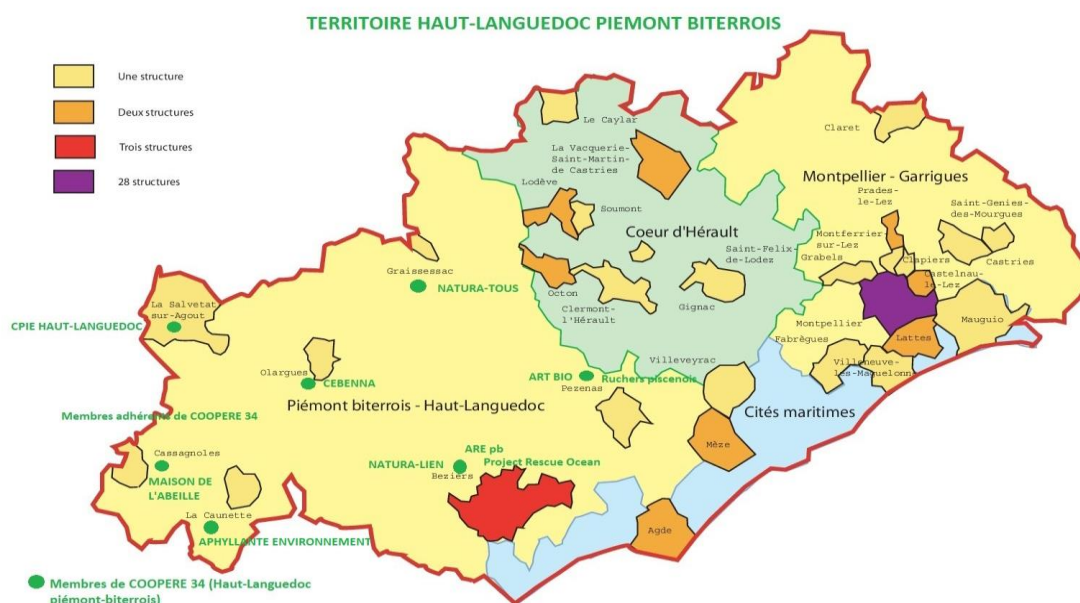 TERRITOIRE HAUT-LANGUEDOC PIEMONT BITERROIS
Une structure
Deux structures
Trois structures
28 structures
Le Caylar
La Vacquerie-
Saint-Martin-
de Castries
Lodève
Soumont
Coeur d'Hérault
Saint-Felix-
de-Lodez
Octon
Clermont-
l'Hérault
Gignac
Claret
Montpellier - Garrigues
Prades-
le-Lez
Saint-Genies-
des-Mourgues
Montferrier-
sur-Lez
Grabels
Clapiers
Castries
Castelnau-
le-Lez
Montpellier
Mauguio
Fabrègues
Lattes
Villeneuve-
les-Maguelonne
Villeveyrac
Cités maritimes
Mèze
Agde
Graissessac
NATURA-TOUS
La Salvetat
sur-Agout
CPIE HAUT-LANGUEDOC
Olargues
CEBENNA
ART BIO
Ruchers piscenois
Pezenas
Piémont biterrois - Haut-Languedoc
Membres adhérents de COOPERE 34
Cassagnoles
MAISON DE
L'ABEILLE
ARE pb
NATURA-LIEN
Project Rescue Ocean
Beziers
La Caunette
APHYLLANTE ENVIRONNEMENT
Membres de COOPERE 34 (Haut-Languedoc
piémont-biterrois)